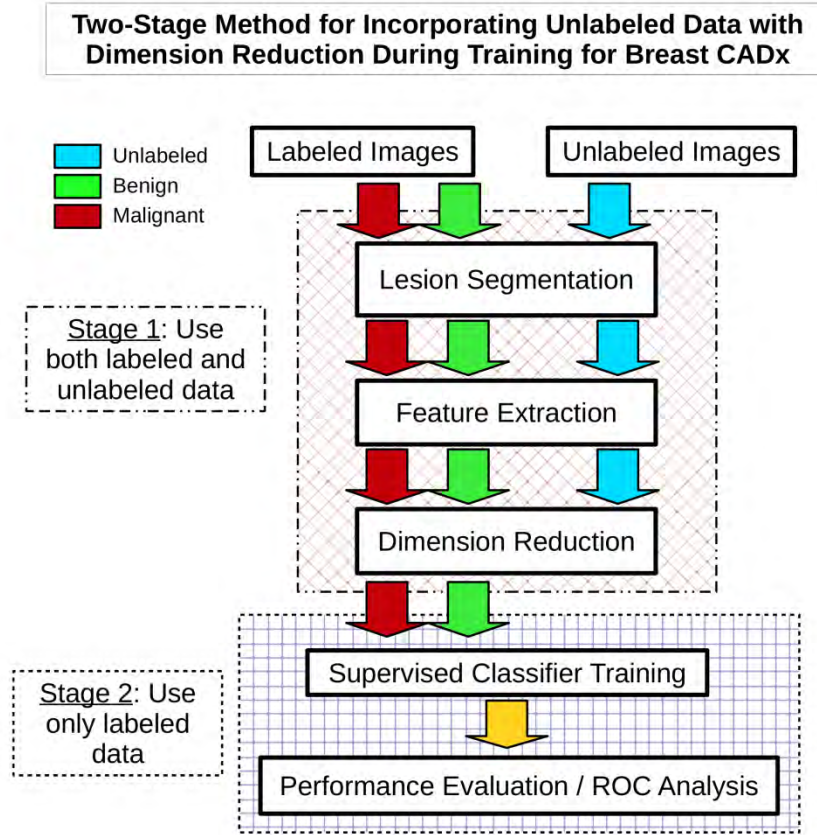 Two-Stage Method for Incorporating Unlabeled Data with
Dimension Reduction During Training for Breast CADx
Unlabeled
Benign
Malignant
Labeled Images
Unlabeled Images
Lesion Segmentation
Stage 1: Use
both labeled and
unlabeled data
Feature Extraction
Dimension Reduction
Supervised Classifier Training
Stage 2: Use
only labeled
data
Performance Evaluation / ROC Analysis